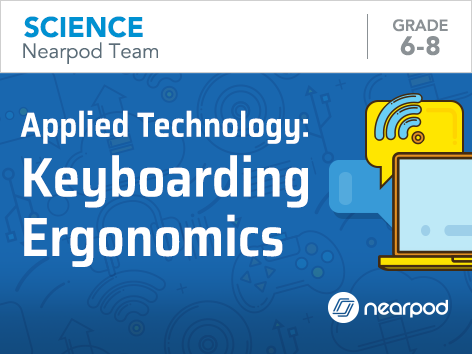 SCIENCE
Nearpod Team
GRADE
6-8
Applied Technology:
Keyboarding
Ergonomics
nearpod